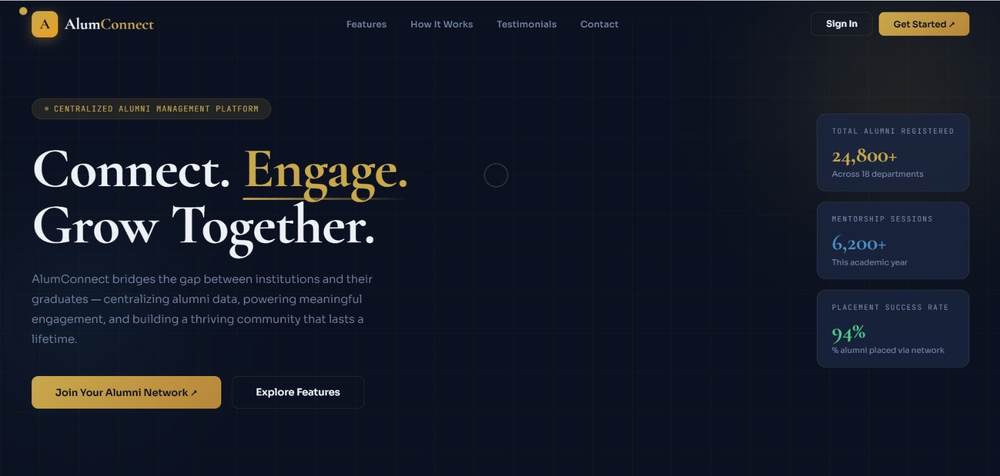 A AlumConnect
Features
How It Works
Testimonials
Contact
Sign In
Get Started ↗
CENTRALIZED ALUMNI MANAGEMENT PLATFORM
Connect. Engage.
Grow Together.
AlumConnect bridges the gap between institutions and their
graduates — centralizing alumni data, powering meaningful
engagement, and building a thriving community that lasts a
lifetime.
Join Your Alumni Network ↗
Explore Features
TOTAL ALUMNI REGISTERED
24,800+
Across 18 departments
MENTORSHIP SESSIONS
6,200+
This academic year
PLACEMENT SUCCESS RATE
94%
% alumni placed via network